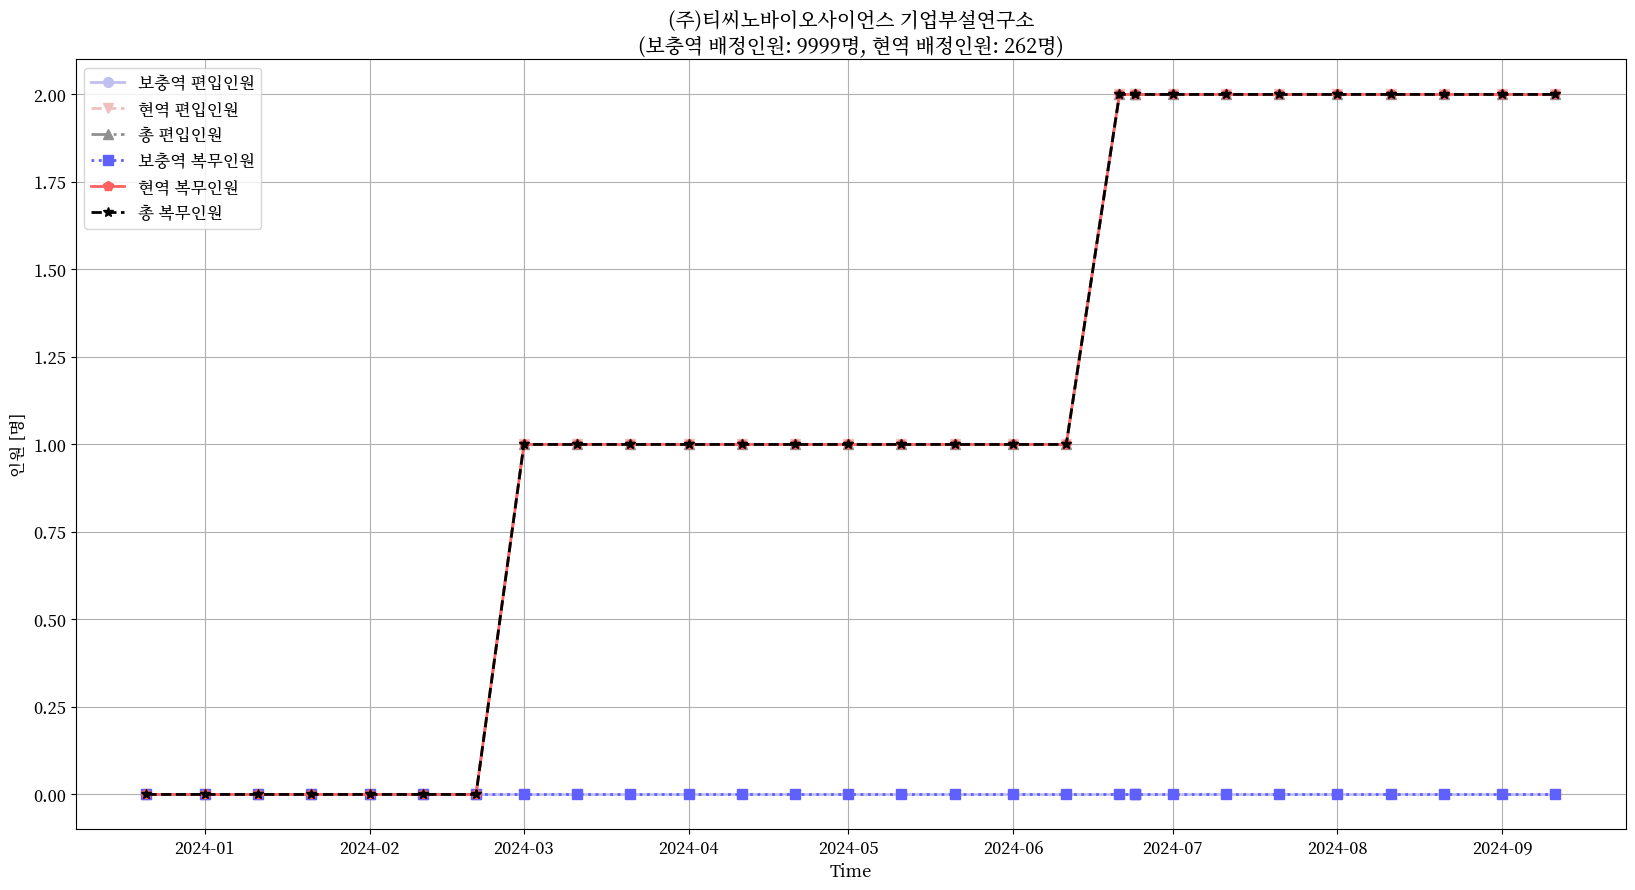 (주)티씨노바이오사이언스 기업부설연구소
(보충역 배정인원: 9999명, 현역 배정인원: 262명)
보충역 편입인원
현역 편입인원
총 편입인원
보충역 복무인원
현역 복무인원
총 복무인원
2.00
1.75
1.50
1.25
1.00
0.75
0.50
0.25
0.00
인원 [명]
2024-01 2024-02 2024-03 2024-04 2024-05 2024-06 2024-07 2024-08 2024-09
Time